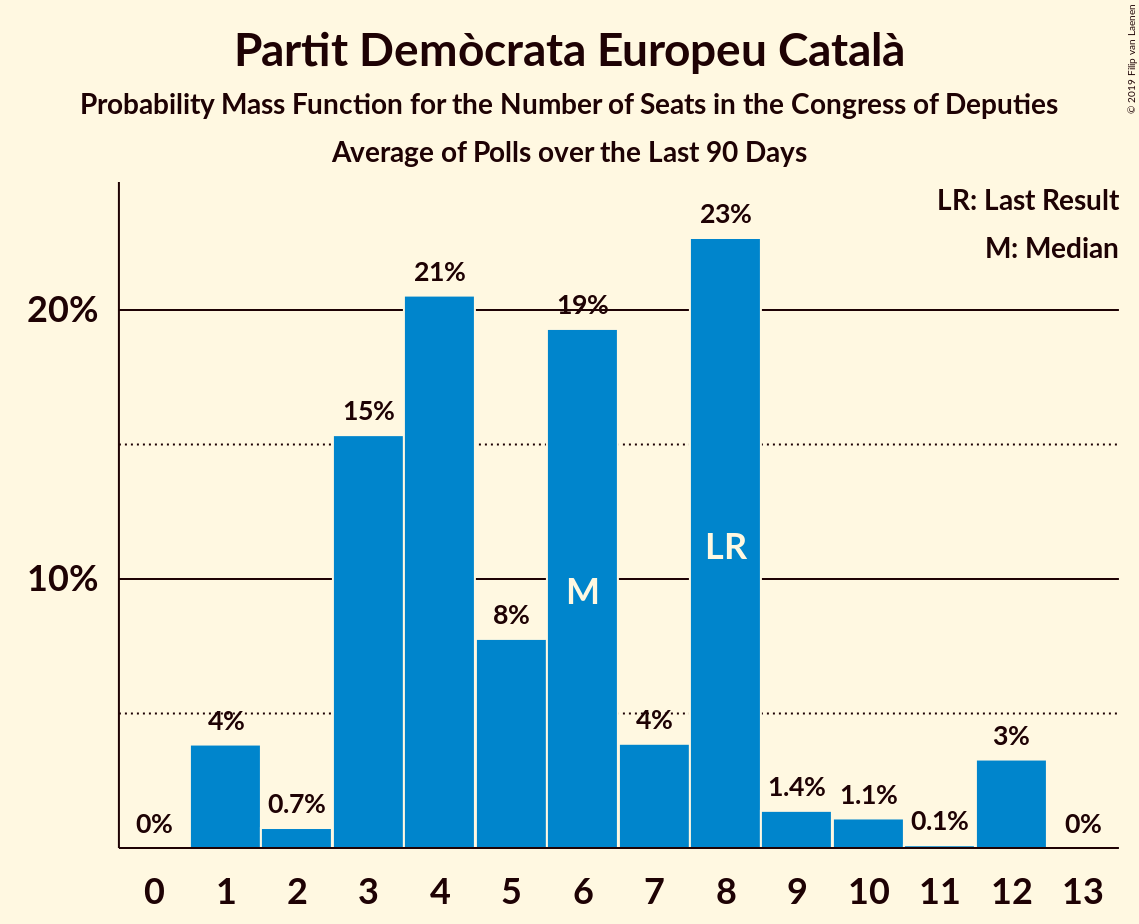 Partit Demòcrata Europeu Català
Probability Mass Function for the Number of Seats in the Congress of Deputies
Average of Polls over the Last 90 Days
© 2019 Filip van Laenen
LR: Last Result
M: Median
20%
10%
0%
4%
0.7%
15%
21%
8%
19%
4%
23%
1.4%
1.1%
0.1%
3%
0%
M
LR
0 1 2 3 4 5 6 7 8 9 10 11 12 13